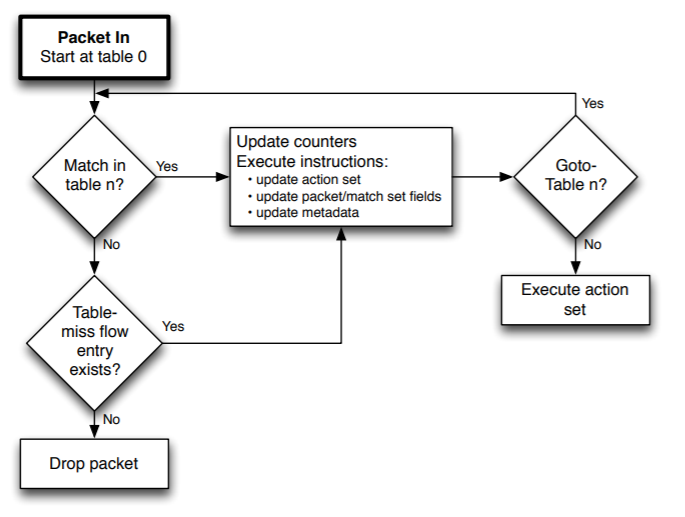 Packet In
Start at table 0
Yes
Match in
table n?
Yes
Update counters
Execute instructions:
• update action set
• update packet/match set fields
• update metadata
Goto-
Table n?
No
No
Execute action
set
Table-
miss flow
entry
exists?
Yes
No
Drop packet